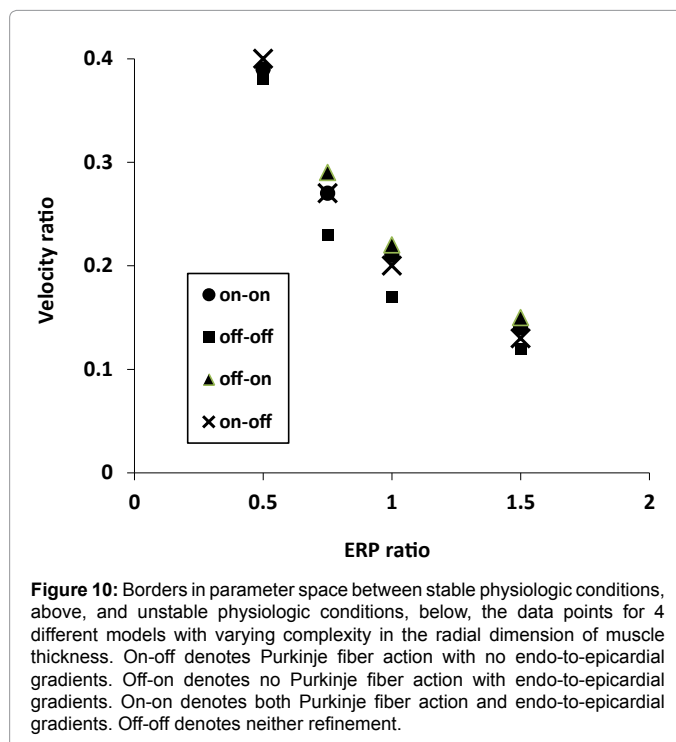 0.4
0.3
0.2
0.1
0
Velocity ratio
on-on
off-off
off-on
on-off
0 0.5 1 1.5 2
ERP ratio
Figure 10: Borders in parameter space between stable physiologic conditions,
above, and unstable physiologic conditions, below, the data points for 4
different models with varying complexity in the radial dimension of muscle
thickness. On-off denotes Purkinje fiber action with no endo-to-epicardial
gradients. Off-on denotes no Purkinje fiber action with endo-to-epicardial
gradients. On-on denotes both Purkinje fiber action and endo-to-epicardial
gradients. Off-off denotes neither refinement.